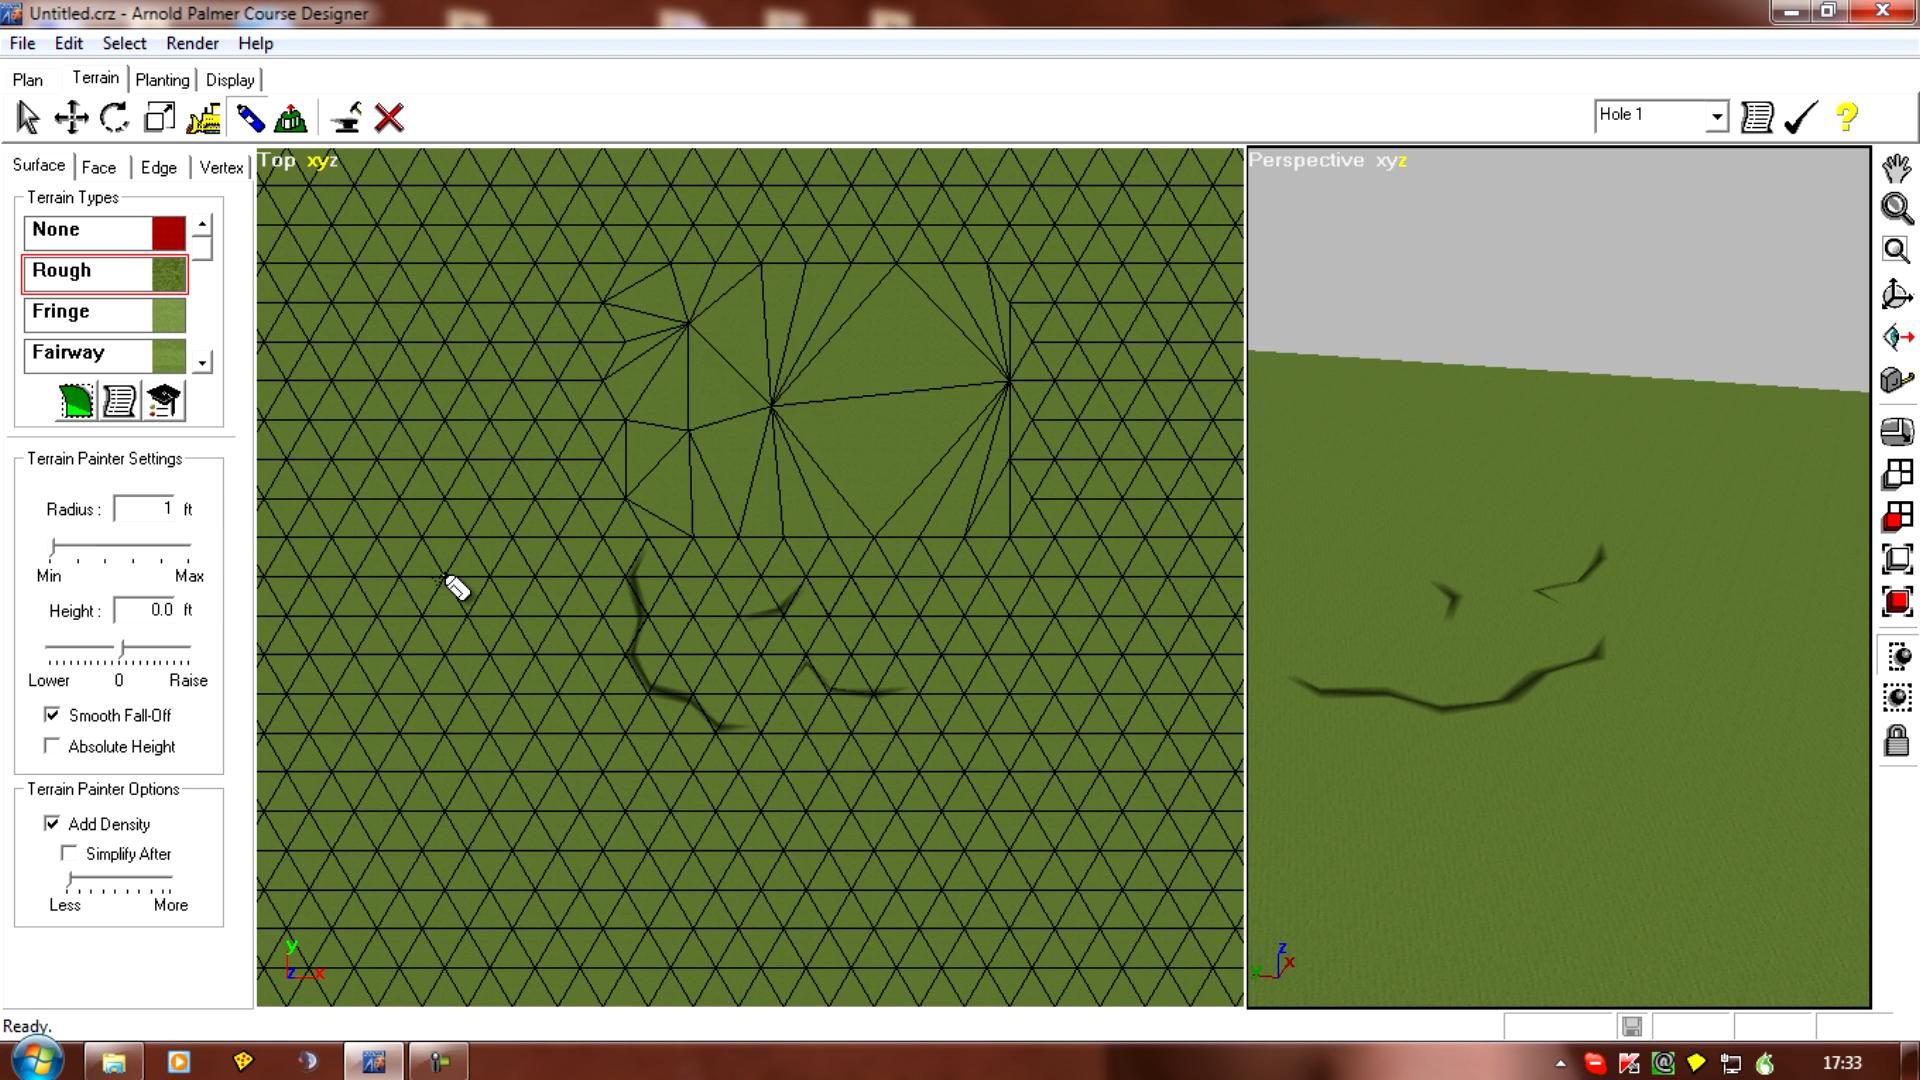 Untitled.crz - Arnold Palmer Course Designer
File Edit Select Render Help
Plan Terrain Planting Display
Hole 1
Surface Face Edge Vertex
Top xyz
Perspective xyz
Terrain Types
None
Rough
Fringe
Fairway
Terrain Painter Settings
Radius : 1 ft
Min Max
Height : 0.0 ft
Lower 0 Raise
Smooth Fall-Off
Absolute Height
Terrain Painter Options
Add Density
Simplify After
Less More
y
z x
z
y x
Ready.
17:33